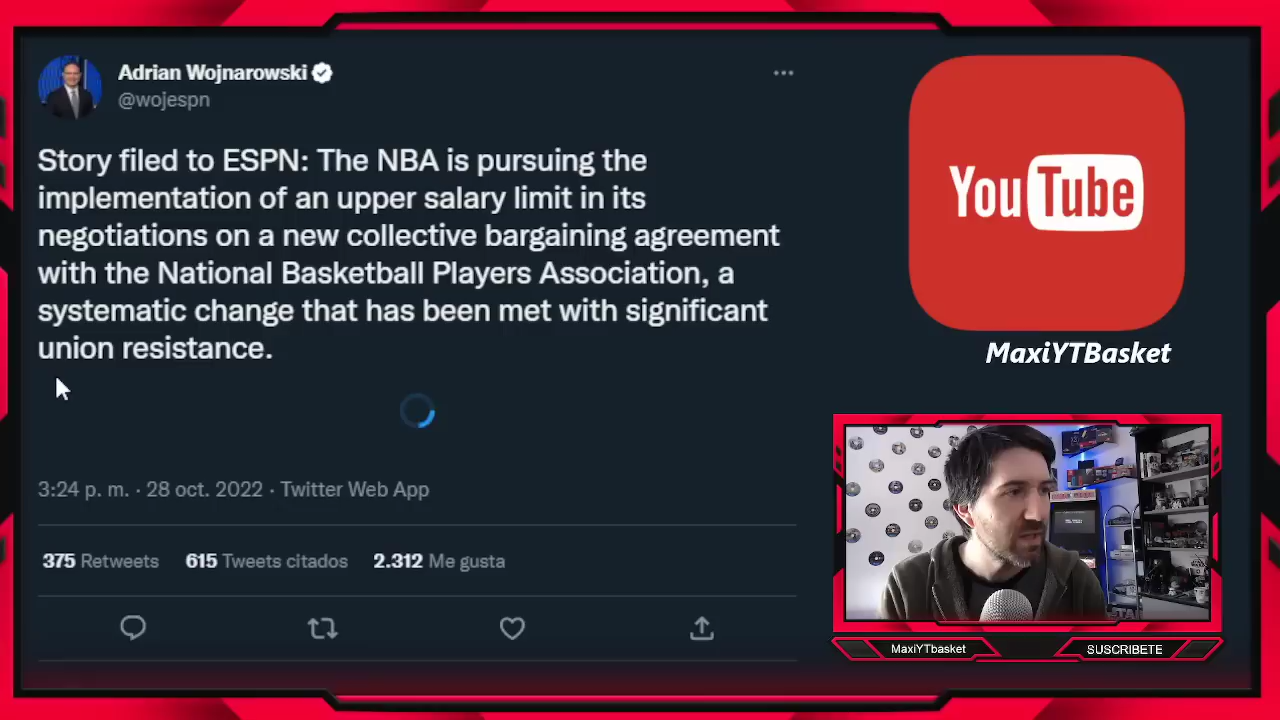 Adrian Wojnarowski
@wojespn
Story filed to ESPN: The NBA is pursuing the
implementation of an upper salary limit in its
negotiations on a new collective bargaining agreement
with the National Basketball Players Association, a
systematic change that has been met with significant
union resistance.
3:24 p. m. · 28 oct. 2022 · Twitter Web App
375 Retweets 615 Tweets citados 2.312 Me gusta
YouTube
MaxiYTBasket
MaxiYTbasket
SUSCRIBETE